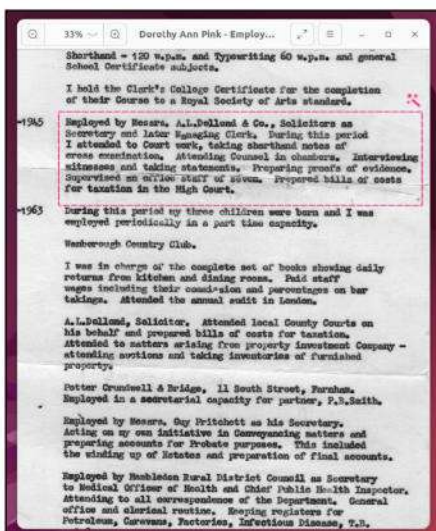 33%
Dorothy Ann Pink - Employ...
Shorthand - 120 w.p.m. and Typewriting 60 w.p.m. and general
School Certificate subjects.
I hold the Clerk's College Certificate for the completion
of their Course to a Royal Society of Arts standard.
-1945 Employed by Messrs. A.L.Dollond & Co., Solicitors as
Secretary and later Managing Clerk. During this period
I attended to Court work, taking shorthand notes of
cross examination. Attending Counsel in chambers. Interviewing
witnesses and taking statements. Preparing proofs of evidence.
Supervised an office staff of seven. Prepared bills of costs
for taxation in the High Court.
-1963 During this period my three children were born and I was
employed periodically in a part time capacity.
Wanborough Country Club.
I was in charge of the complete set of books showing daily
returns from kitchen and dining rooms. Paid staff
wages including their commission and percentages on bar
takings. Attended the annual audit in London.
A.L.Dollond, Solicitor. Attended local County Courts on
his behalf and prepared bills of costs for taxation.
Attended to matters arising from property investment Company -
attending auctions and taking inventories of furnished
property.
Potter Crundwell & Bridge, 11 South Street, Farnham.
Employed in a secretarial capacity for partner, P.B.Smith.
Employed by Messrs. Guy Pritchett as his Secretary.
Acting on my own initiative in Conveyancing matters and
preparing accounts for Probate purposes. This included
the winding up of Estates and preparation of final accounts.
Employed by Hambledon Rural District Council as Secretary
to Medical Officer of Health and Chief Public Health Inspector.
Attending to all correspondence of the Department. General
office and clerical routine. Keeping registers for
Petroleum, Caravans, Factories, Infectious Disease, T.B.